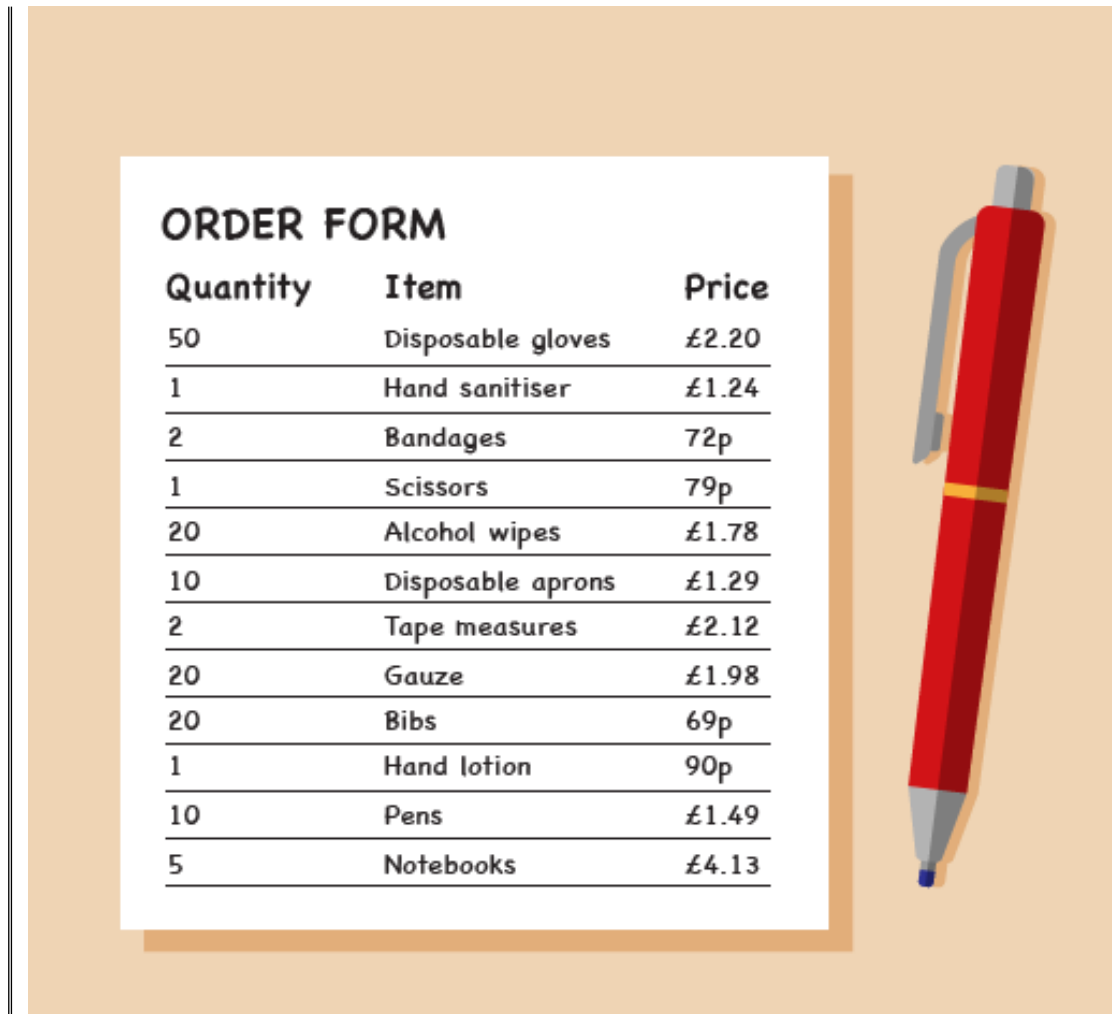 ORDER FORM
Quantity Item Price
50 Disposable gloves £2.20
1 Hand sanitiser £1.24
2 Bandages 72p
1 Scissors 79p
20 Alcohol wipes £1.78
10 Disposable aprons £1.29
2 Tape measures £2.12
20 Gauze £1.98
20 Bibs 69p
1 Hand lotion 90p
10 Pens £1.49
5 Notebooks £4.13